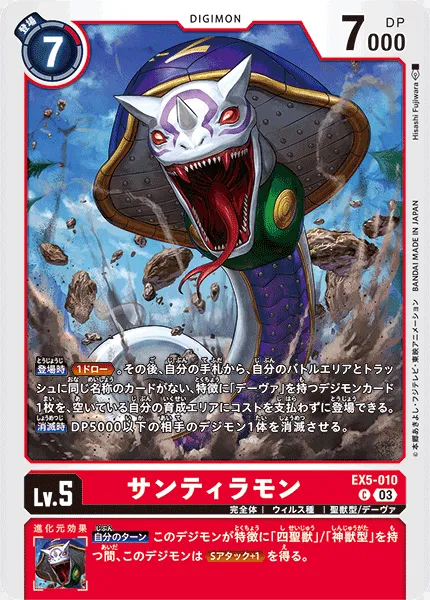 登場
7
DIGIMON
7000
DP
Hisashi Fujiwara
BANDAI MADE IN JAPAN
© 本郷あきよし・フジテレビ・東映アニメーション
登場時 1ドロー。その後、自分の手札から、自分のバトルエリアとトラッ
シュに同じ名称のカードがない、特徴に「デーヴァ」を持つデジモンカード
1枚を、空いている自分の育成エリアにコストを支払わずに登場できる。
消滅時 DP5000以下の相手のデジモン1体を消滅させる。
Lv.5
サンティラモン
EX5-010
C 03
完全体 | ウィルス種 | 聖獣型/デーヴァ
進化元効果
自分のターン このデジモンが特徴に「四聖獣」/「神獣型」を持
つ間、このデジモンは Sアタック+1 を得る。